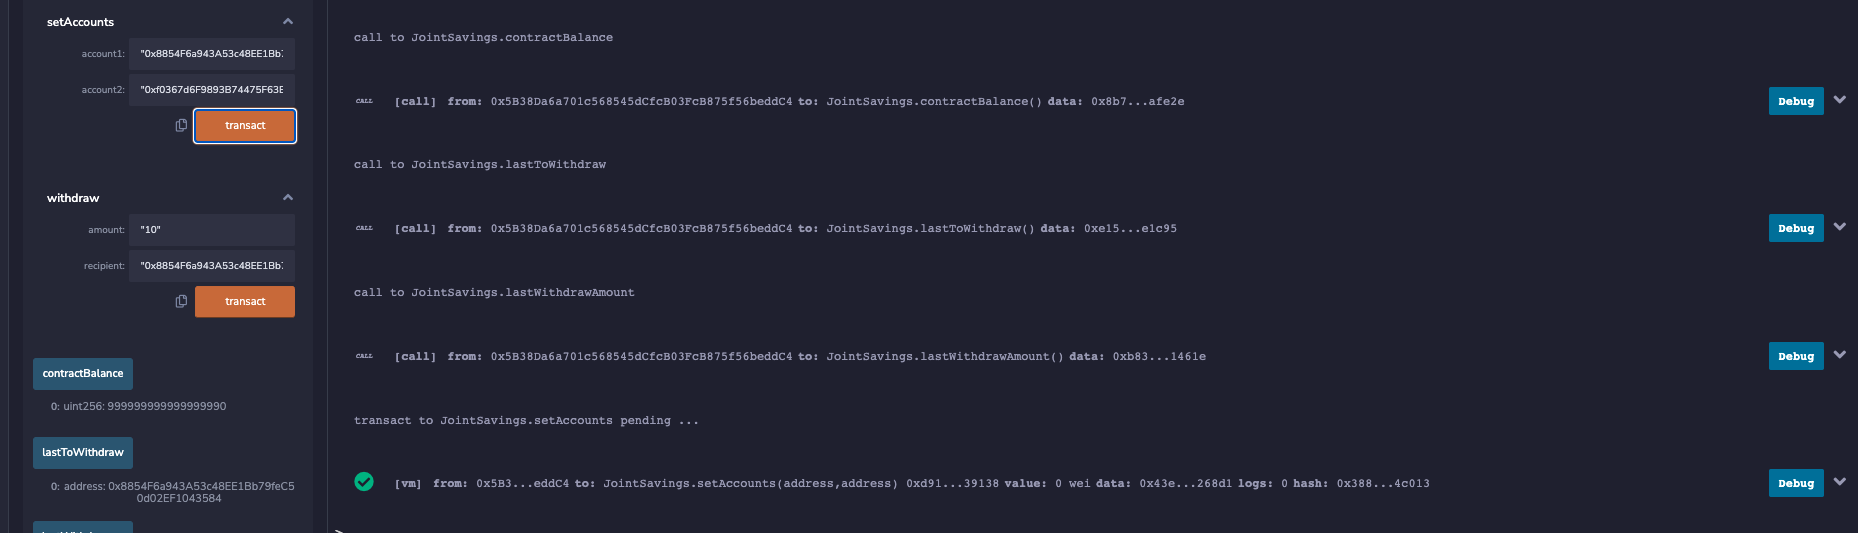 setAccounts
account1: "0x8854F6a943A53c48EE1Bb7
account2: "0xf0367d6F9893B74475F63E
transact
withdraw
amount: "10"
recipient: "0x8854F6a943A53c48EE1Bb7
transact
contractBalance
0: uint256: 999999999999999990
lastToWithdraw
0: address: 0x8854F6a943A53c48EE1Bb79feC5
0d02EF1043584
call to JointSavings.contractBalance
CALL [call] from: 0x5B38Da6a701c568545dCfcB03FcB875f56beddC4 to: JointSavings.contractBalance() data: 0x8b7...afe2e Debug
call to JointSavings.lastToWithdraw
CALL [call] from: 0x5B38Da6a701c568545dCfcB03FcB875f56beddC4 to: JointSavings.lastToWithdraw() data: 0xe15...e1c95 Debug
call to JointSavings.lastWithdrawAmount
CALL [call] from: 0x5B38Da6a701c568545dCfcB03FcB875f56beddC4 to: JointSavings.lastWithdrawAmount() data: 0xb83...1461e Debug
transact to JointSavings.setAccounts pending ...
[vm] from: 0x5B3...eddC4 to: JointSavings.setAccounts(address,address) 0xd91...39138 value: 0 wei data: 0x43e...268d1 logs: 0 hash: 0x388...4c013 Debug